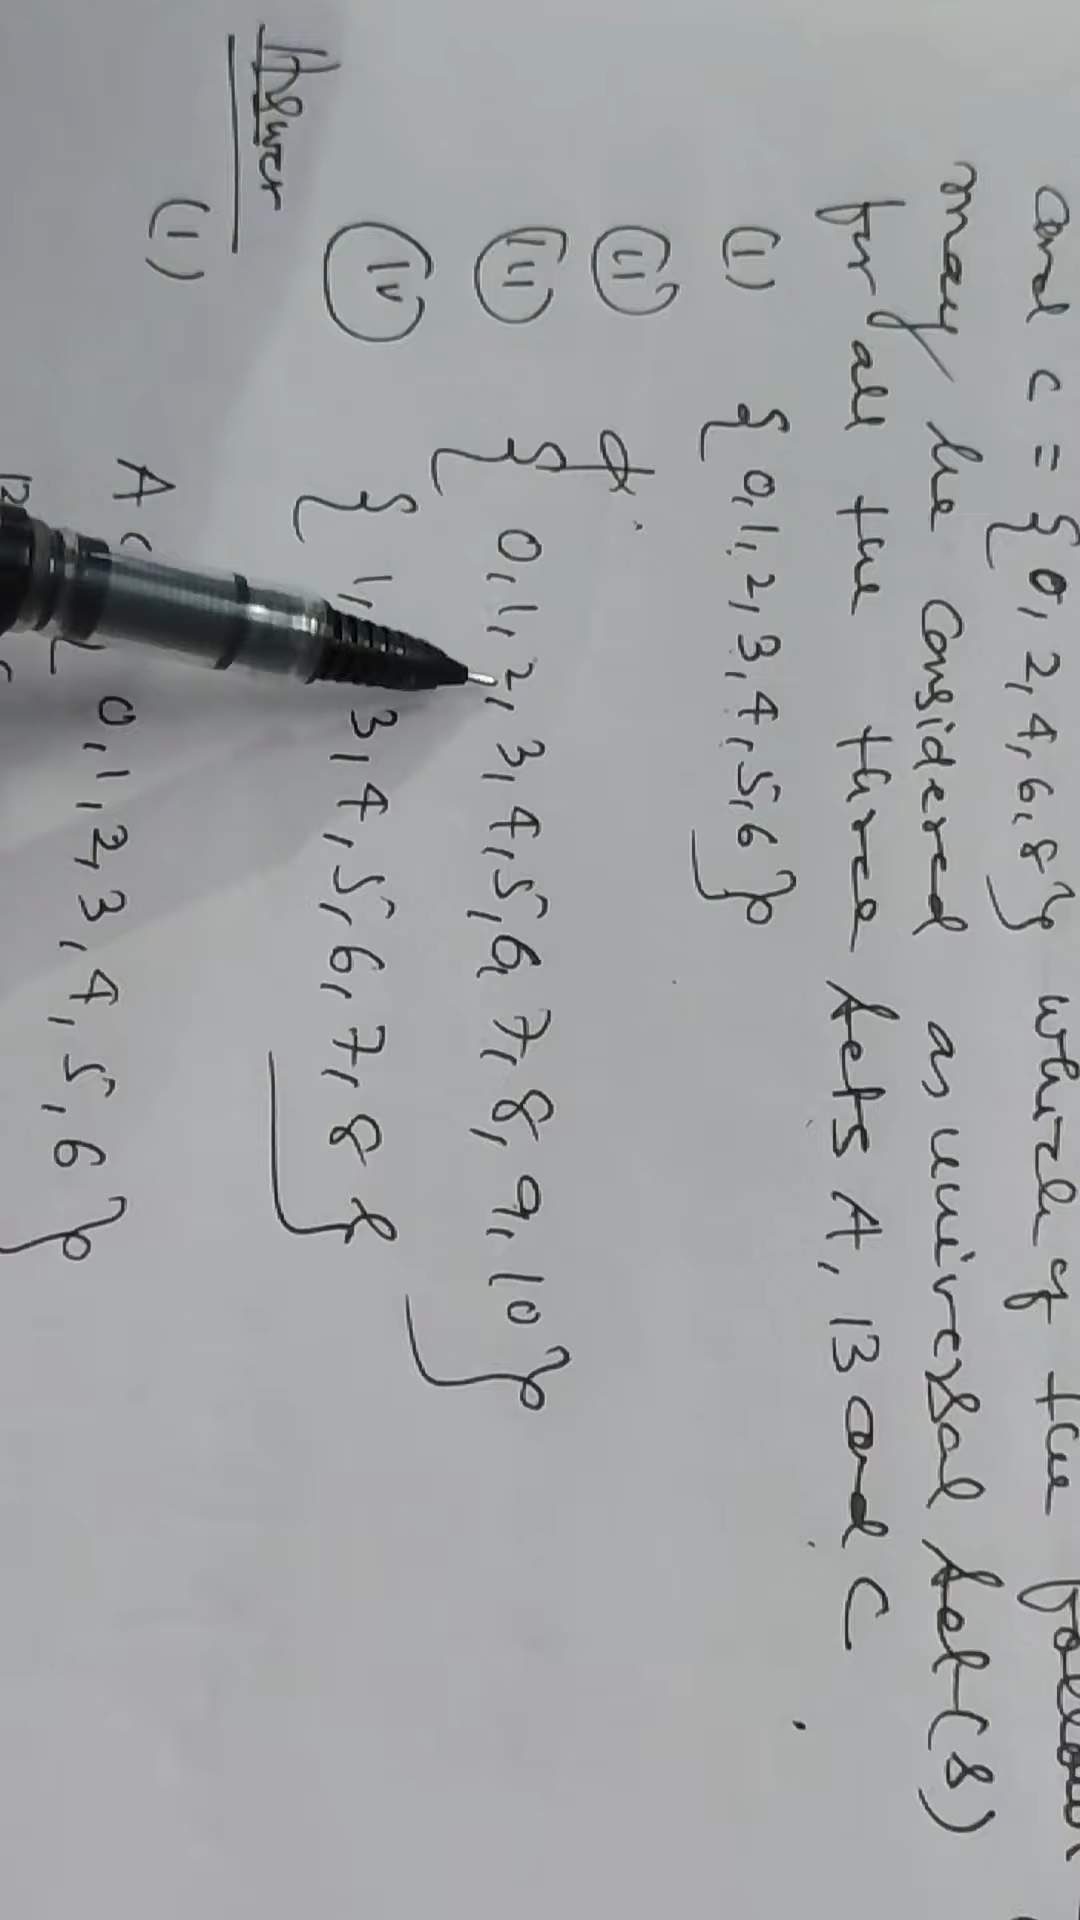 and C = {0, 2, 4, 6, 8} which of the
may be considered as universal set (s)
for all the three sets A, B and C
(i) {0, 1, 2, 3, 4, 5, 6}
(ii) ϕ
(iii) { 0, 1, 2, 3, 4, 5, 6, 7, 8, 9, 10}
(iv) { 1, 3, 4, 5, 6, 7, 8 }
Answer
(i) A 0, 1, 2, 3, 4, 5, 6 }